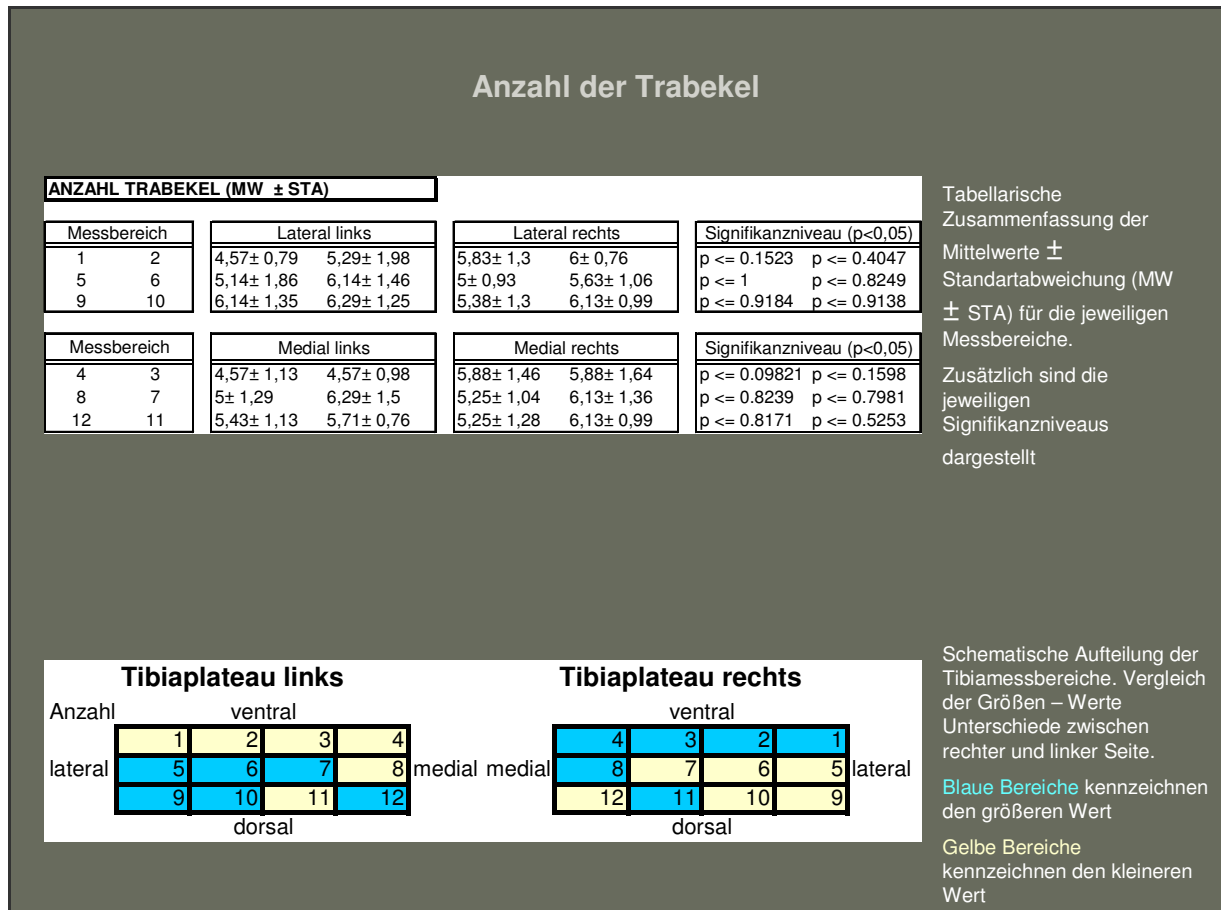 Anzahl der Trabekel
ANZAHL TRABEKEL (MW ± STA)
Messbereich Lateral links Lateral rechts Signifikanzniveau (p<0,05)
1 2 4,57± 0,79 5,29± 1,98 5,83± 1,3 6± 0,76 p <= 0.1523 p <= 0.4047
5 6 5,14± 1,86 6,14± 1,46 5± 0,93 5,63± 1,06 p <= 1 p <= 0.8249
9 10 6,14± 1,35 6,29± 1,25 5,38± 1,3 6,13± 0,99 p <= 0.9184 p <= 0.9138
Messbereich Medial links Medial rechts Signifikanzniveau (p<0,05)
4 3 4,57± 1,13 4,57± 0,98 5,88± 1,46 5,88± 1,64 p <= 0.09821 p <= 0.1598
8 7 5± 1,29 6,29± 1,5 5,25± 1,04 6,13± 1,36 p <= 0.8239 p <= 0.7981
12 11 5,43± 1,13 5,71± 0,76 5,25± 1,28 6,13± 0,99 p <= 0.8171 p <= 0.5253
Tabellarische
Zusammenfassung der
Mittelwerte ±
Standartabweichung (MW
± STA) für die jeweiligen
Messbereiche.
Zusätzlich sind die
jeweiligen
Signifikanzniveaus
dargestellt
Tibiaplateau links Tibiaplateau rechts
Anzahl ventral ventral
1 2 3 4 4 3 2 1
lateral 5 6 7 8 medial medial 8 7 6 5 lateral
9 10 11 12 12 11 10 9
dorsal dorsal
Schematische Aufteilung der
Tibiamessbereiche. Vergleich
der Größen – Werte
Unterschiede zwischen
rechter und linker Seite.
Blaue Bereiche kennzeichnen
den größeren Wert
Gelbe Bereiche
kennzeichnen den kleineren
Wert